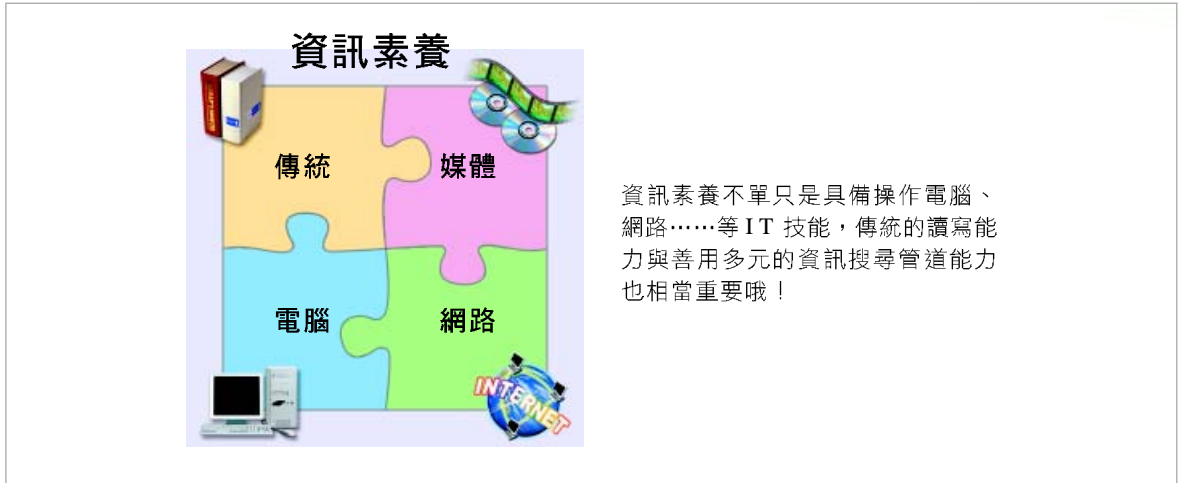 資訊素養
傳統
媒體
電腦
網路
INTERNET
資訊素養不單只是具備操作電腦、
網路⋯⋯等 IT 技能，傳統的讀寫能
力與善用多元的資訊搜尋管道能力
也相當重要哦！